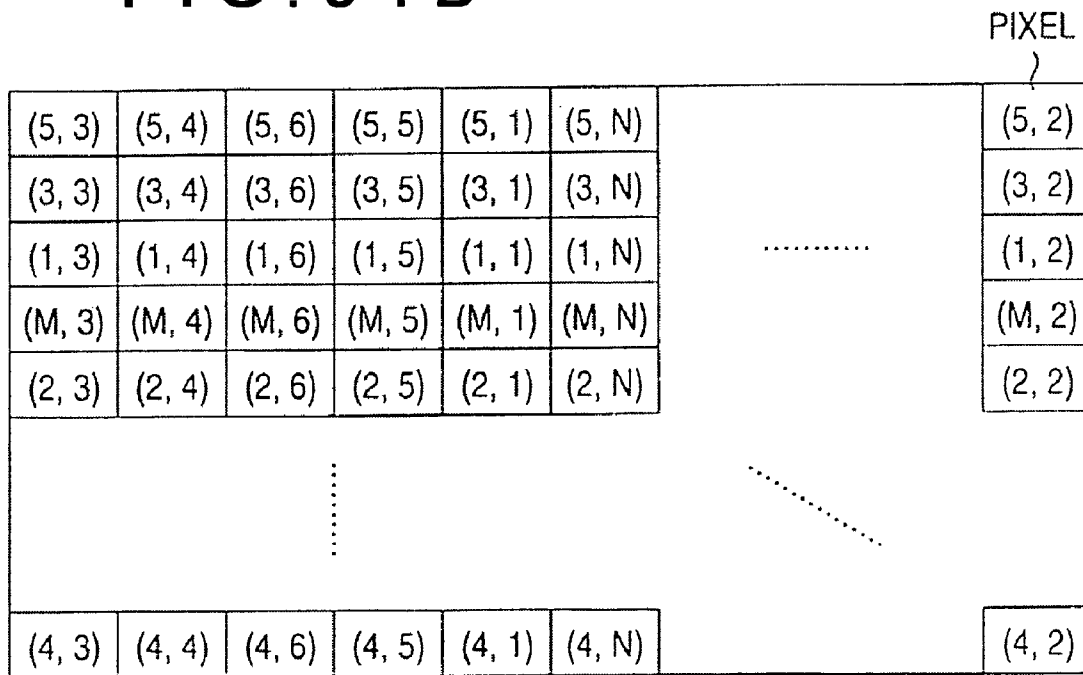 PIXEL
(5, 3) (5, 4) (5, 6) (5, 5) (5, 1) (5, N) (5, 2)
(3, 3) (3, 4) (3, 6) (3, 5) (3, 1) (3, N) (3, 2)
(1, 3) (1, 4) (1, 6) (1, 5) (1, 1) (1, N) ........... (1, 2)
(M, 3) (M, 4) (M, 6) (M, 5) (M, 1) (M, N) (M, 2)
(2, 3) (2, 4) (2, 6) (2, 5) (2, 1) (2, N) (2, 2)
(4, 3) (4, 4) (4, 6) (4, 5) (4, 1) (4, N) (4, 2)